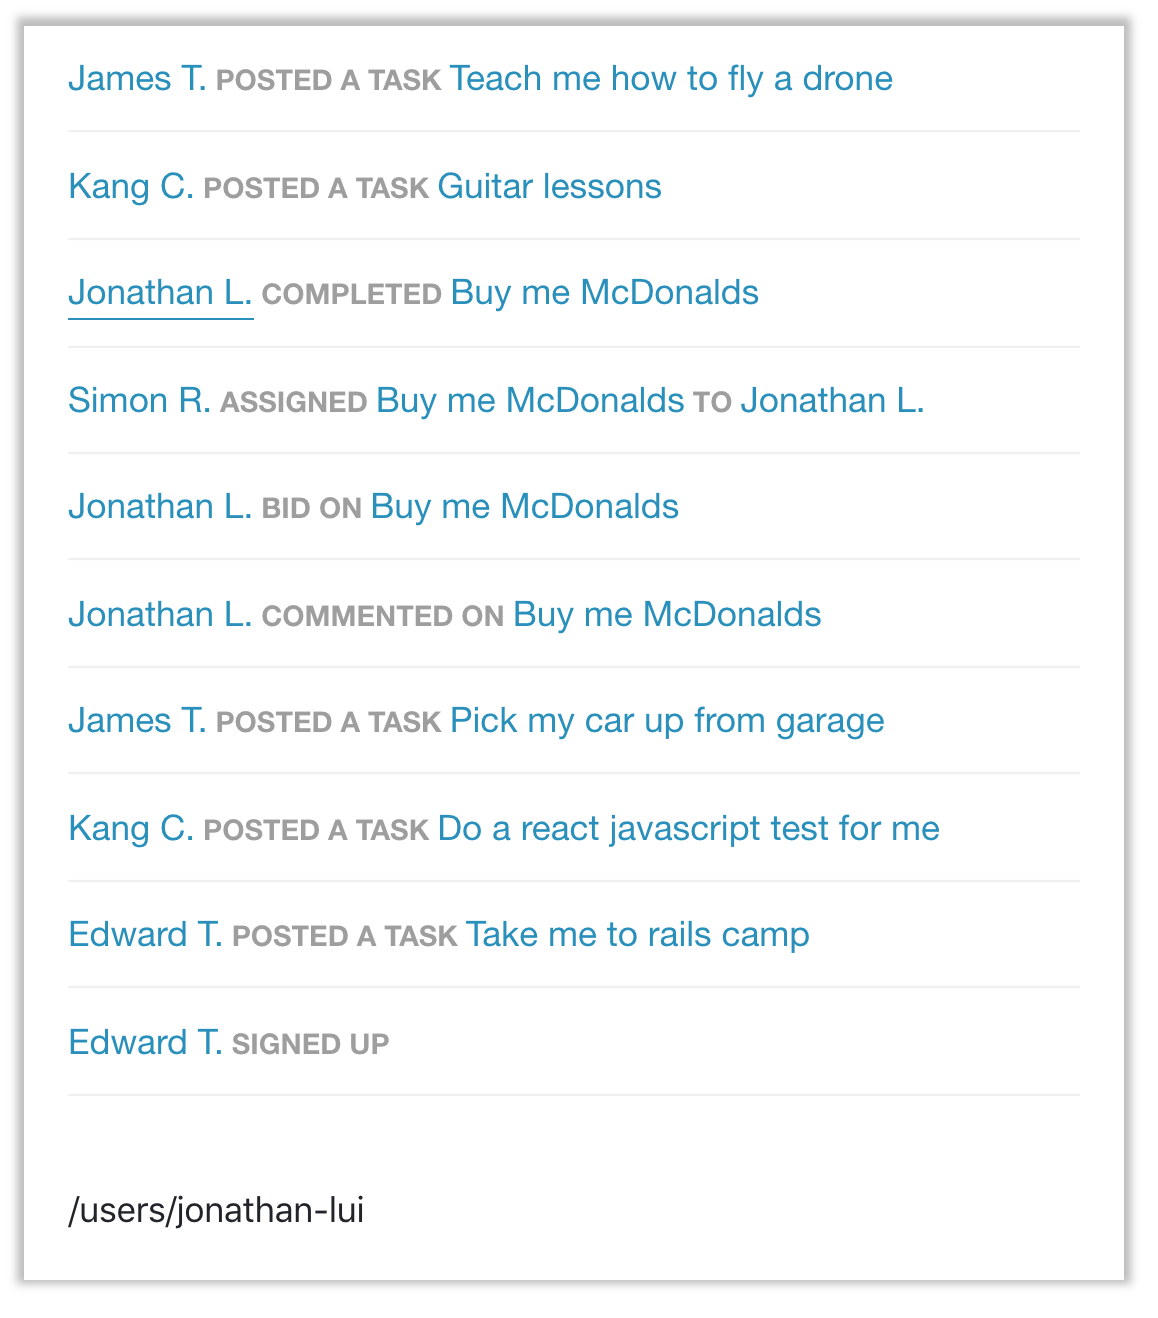 James T. POSTED A TASK Teach me how to fly a drone
Kang C. POSTED A TASK Guitar lessons
Jonathan L. COMPLETED Buy me McDonalds
Simon R. ASSIGNED Buy me McDonalds TO Jonathan L.
Jonathan L. BID ON Buy me McDonalds
Jonathan L. COMMENTED ON Buy me McDonalds
James T. POSTED A TASK Pick my car up from garage
Kang C. POSTED A TASK Do a react javascript test for me
Edward T. POSTED A TASK Take me to rails camp
Edward T. SIGNED UP
/users/jonathan-lui